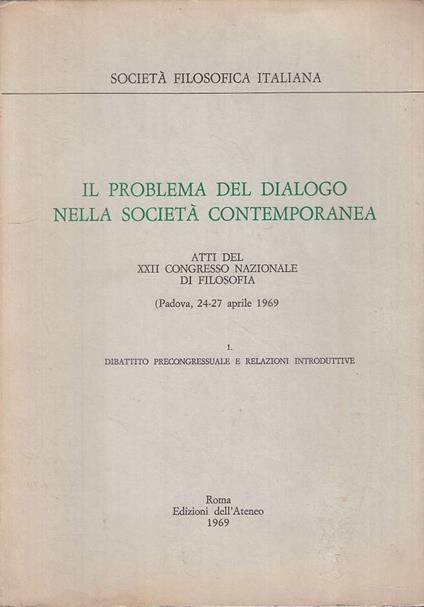 SOCIETÀ FILOSOFICA ITALIANA
IL PROBLEMA DEL DIALOGO
NELLA SOCIETÀ CONTEMPORANEA
ATTI DEL
XXII CONGRESSO NAZIONALE
DI FILOSOFIA
(Padova, 24-27 aprile 1969
1.
DIBATTITO PRECONGRESSUALE E RELAZIONI INTRODUTTIVE
Roma
Edizioni dell'Ateneo
1969